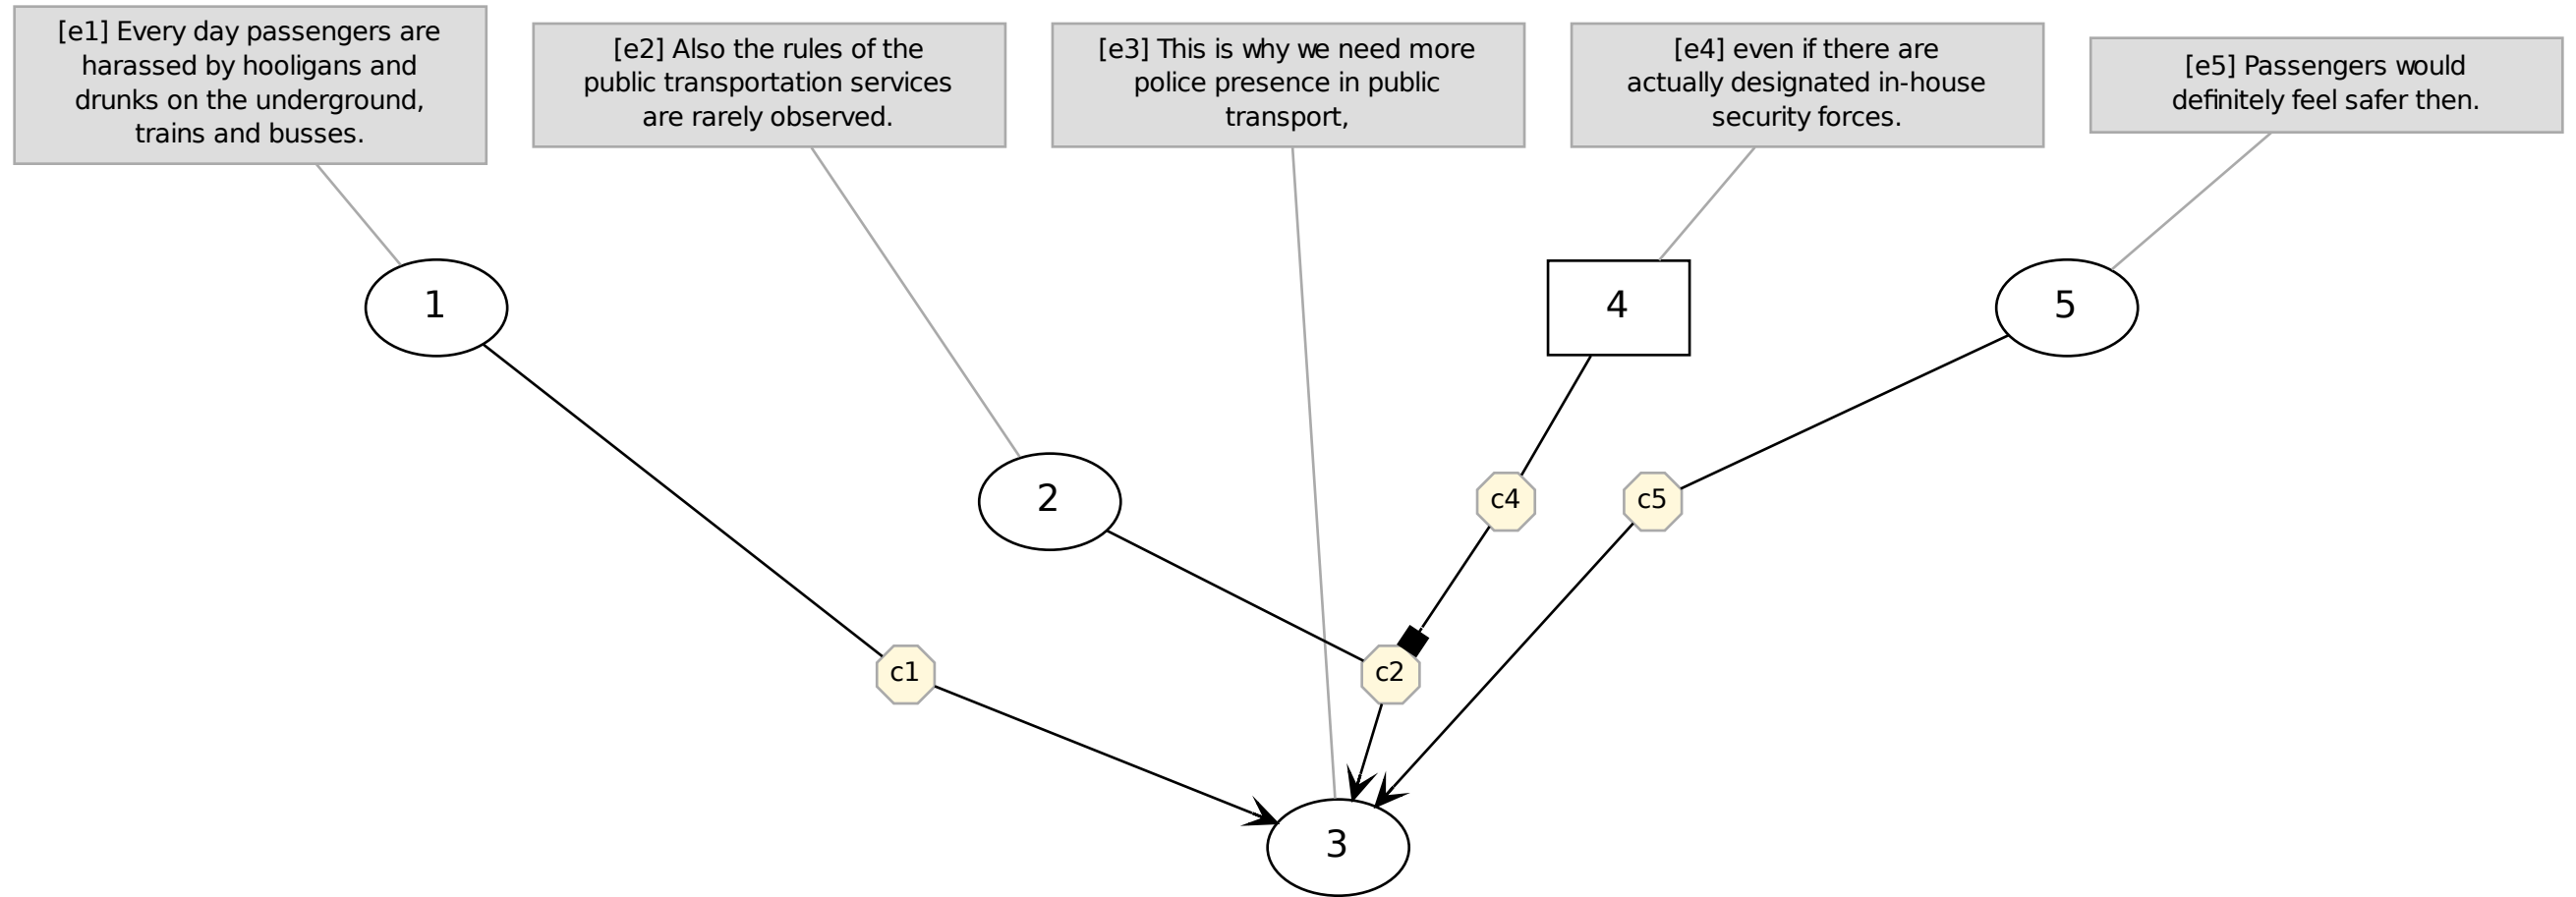 [e1] Every day passengers are
harassed by hooligans and
drunks on the underground,
trains and busses.
[e2] Also the rules of the
public transportation services
are rarely observed.
[e3] This is why we need more
police presence in public
transport,
[e4] even if there are
actually designated in-house
security forces.
[e5] Passengers would
definitely feel safer then.
1
4
5
2
c4
c5
c1
c2
3